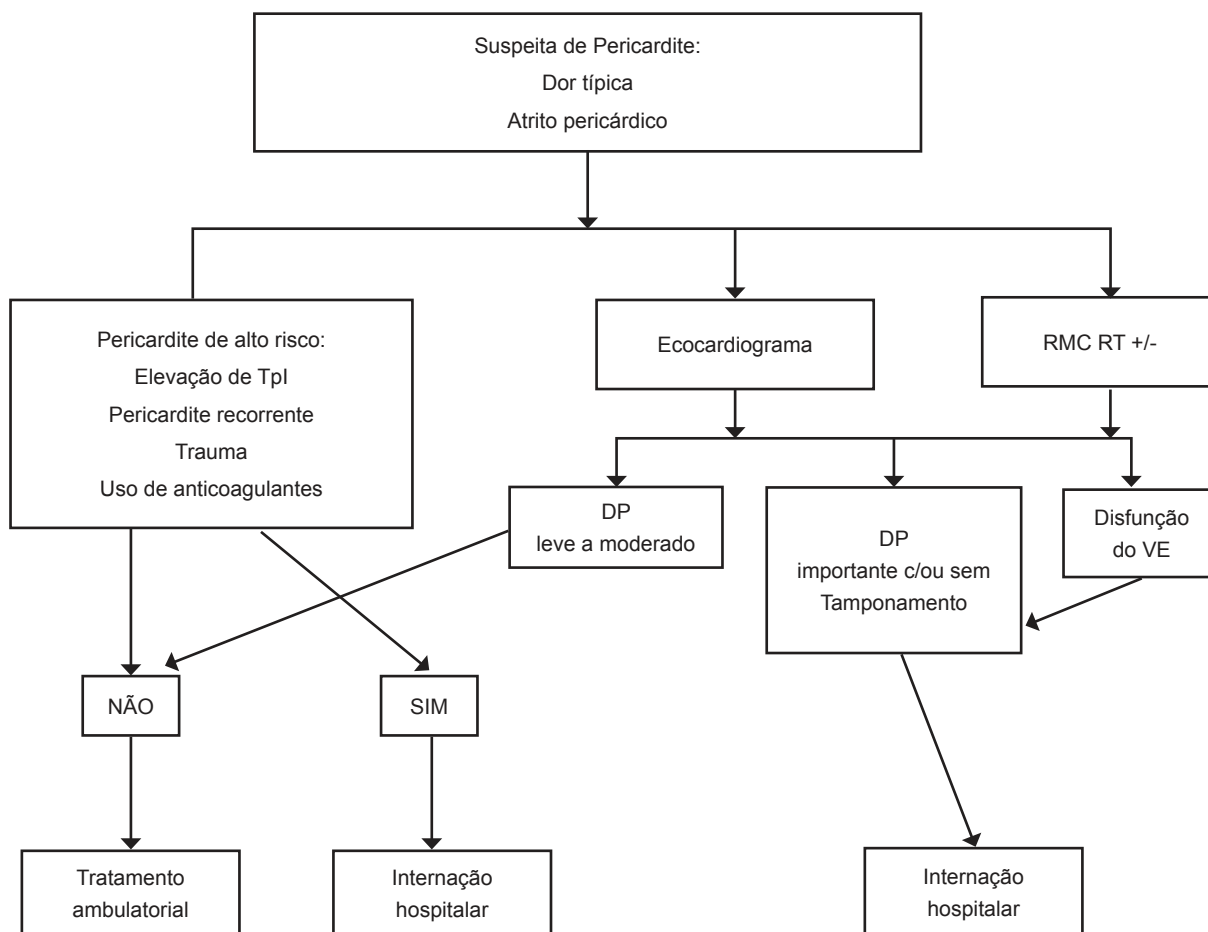 Suspeita de Pericardite:
Dor típica
Atrito pericárdico
Pericardite de alto risco:
Elevação de TpI
Pericardite recorrente
Trauma
Uso de anticoagulantes
Ecocardiograma
RMC RT +/-
DP
leve a moderado
DP
importante c/ou sem
Tamponamento
Disfunção
do VE
NÃO
SIM
Tratamento
ambulatorial
Internação
hospitalar
Internação
hospitalar